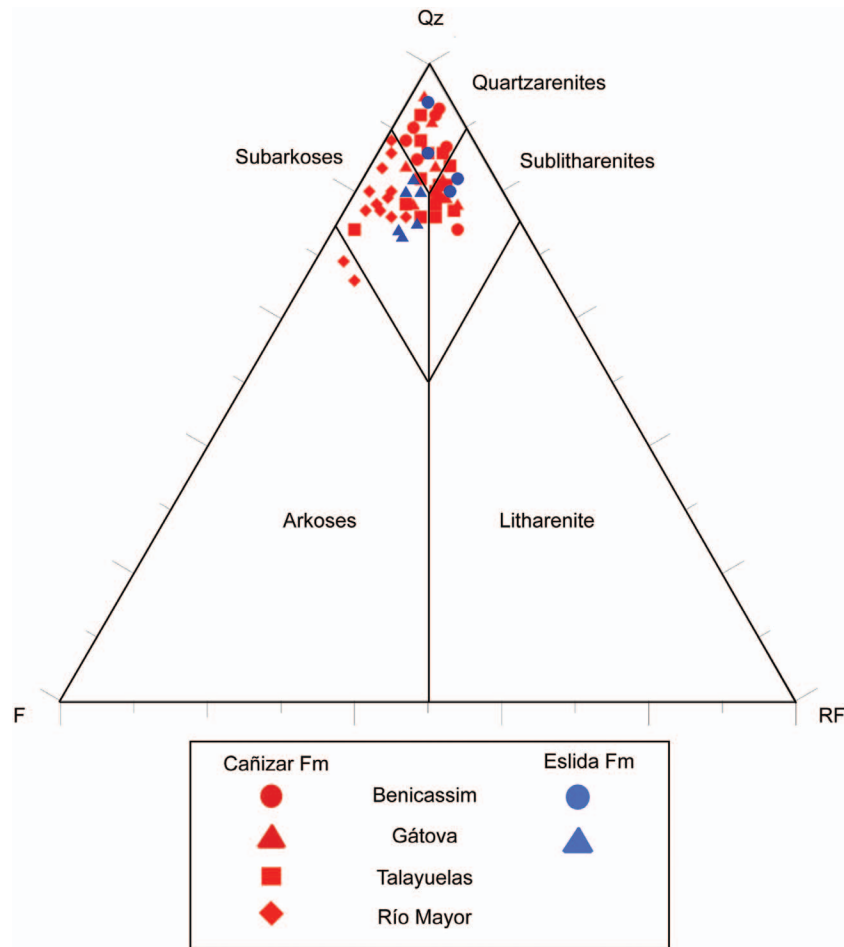 Qz
Quartzarenites
Subarkoses
Sublitharenites
Arkoses
Litharenite
F
RF
Cañizar Fm
Eslida Fm
Benicassim
Gátova
Talayuelas
Río Mayor